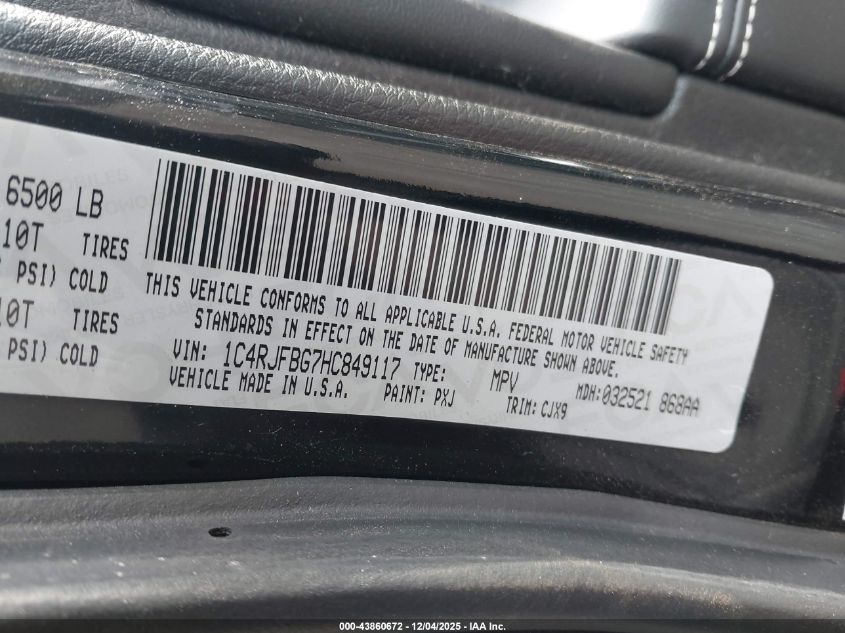 6500 LB
10T TIRES
PSI) COLD
10T TIRES
PSI) COLD
THIS VEHICLE CONFORMS TO ALL APPLICABLE U.S.A. FEDERAL MOTOR VEHICLE SAFETY
STANDARDS IN EFFECT ON THE DATE OF MANUFACTURE SHOWN ABOVE.
VIN: 1C4RJFBG7HC849117 TYPE: MPV MDH: 032521 868AA
VEHICLE MADE IN U.S.A. PAINT: PXJ TRIM: CJX9
000-43860672 - 12/04/2025 - IAA Inc.